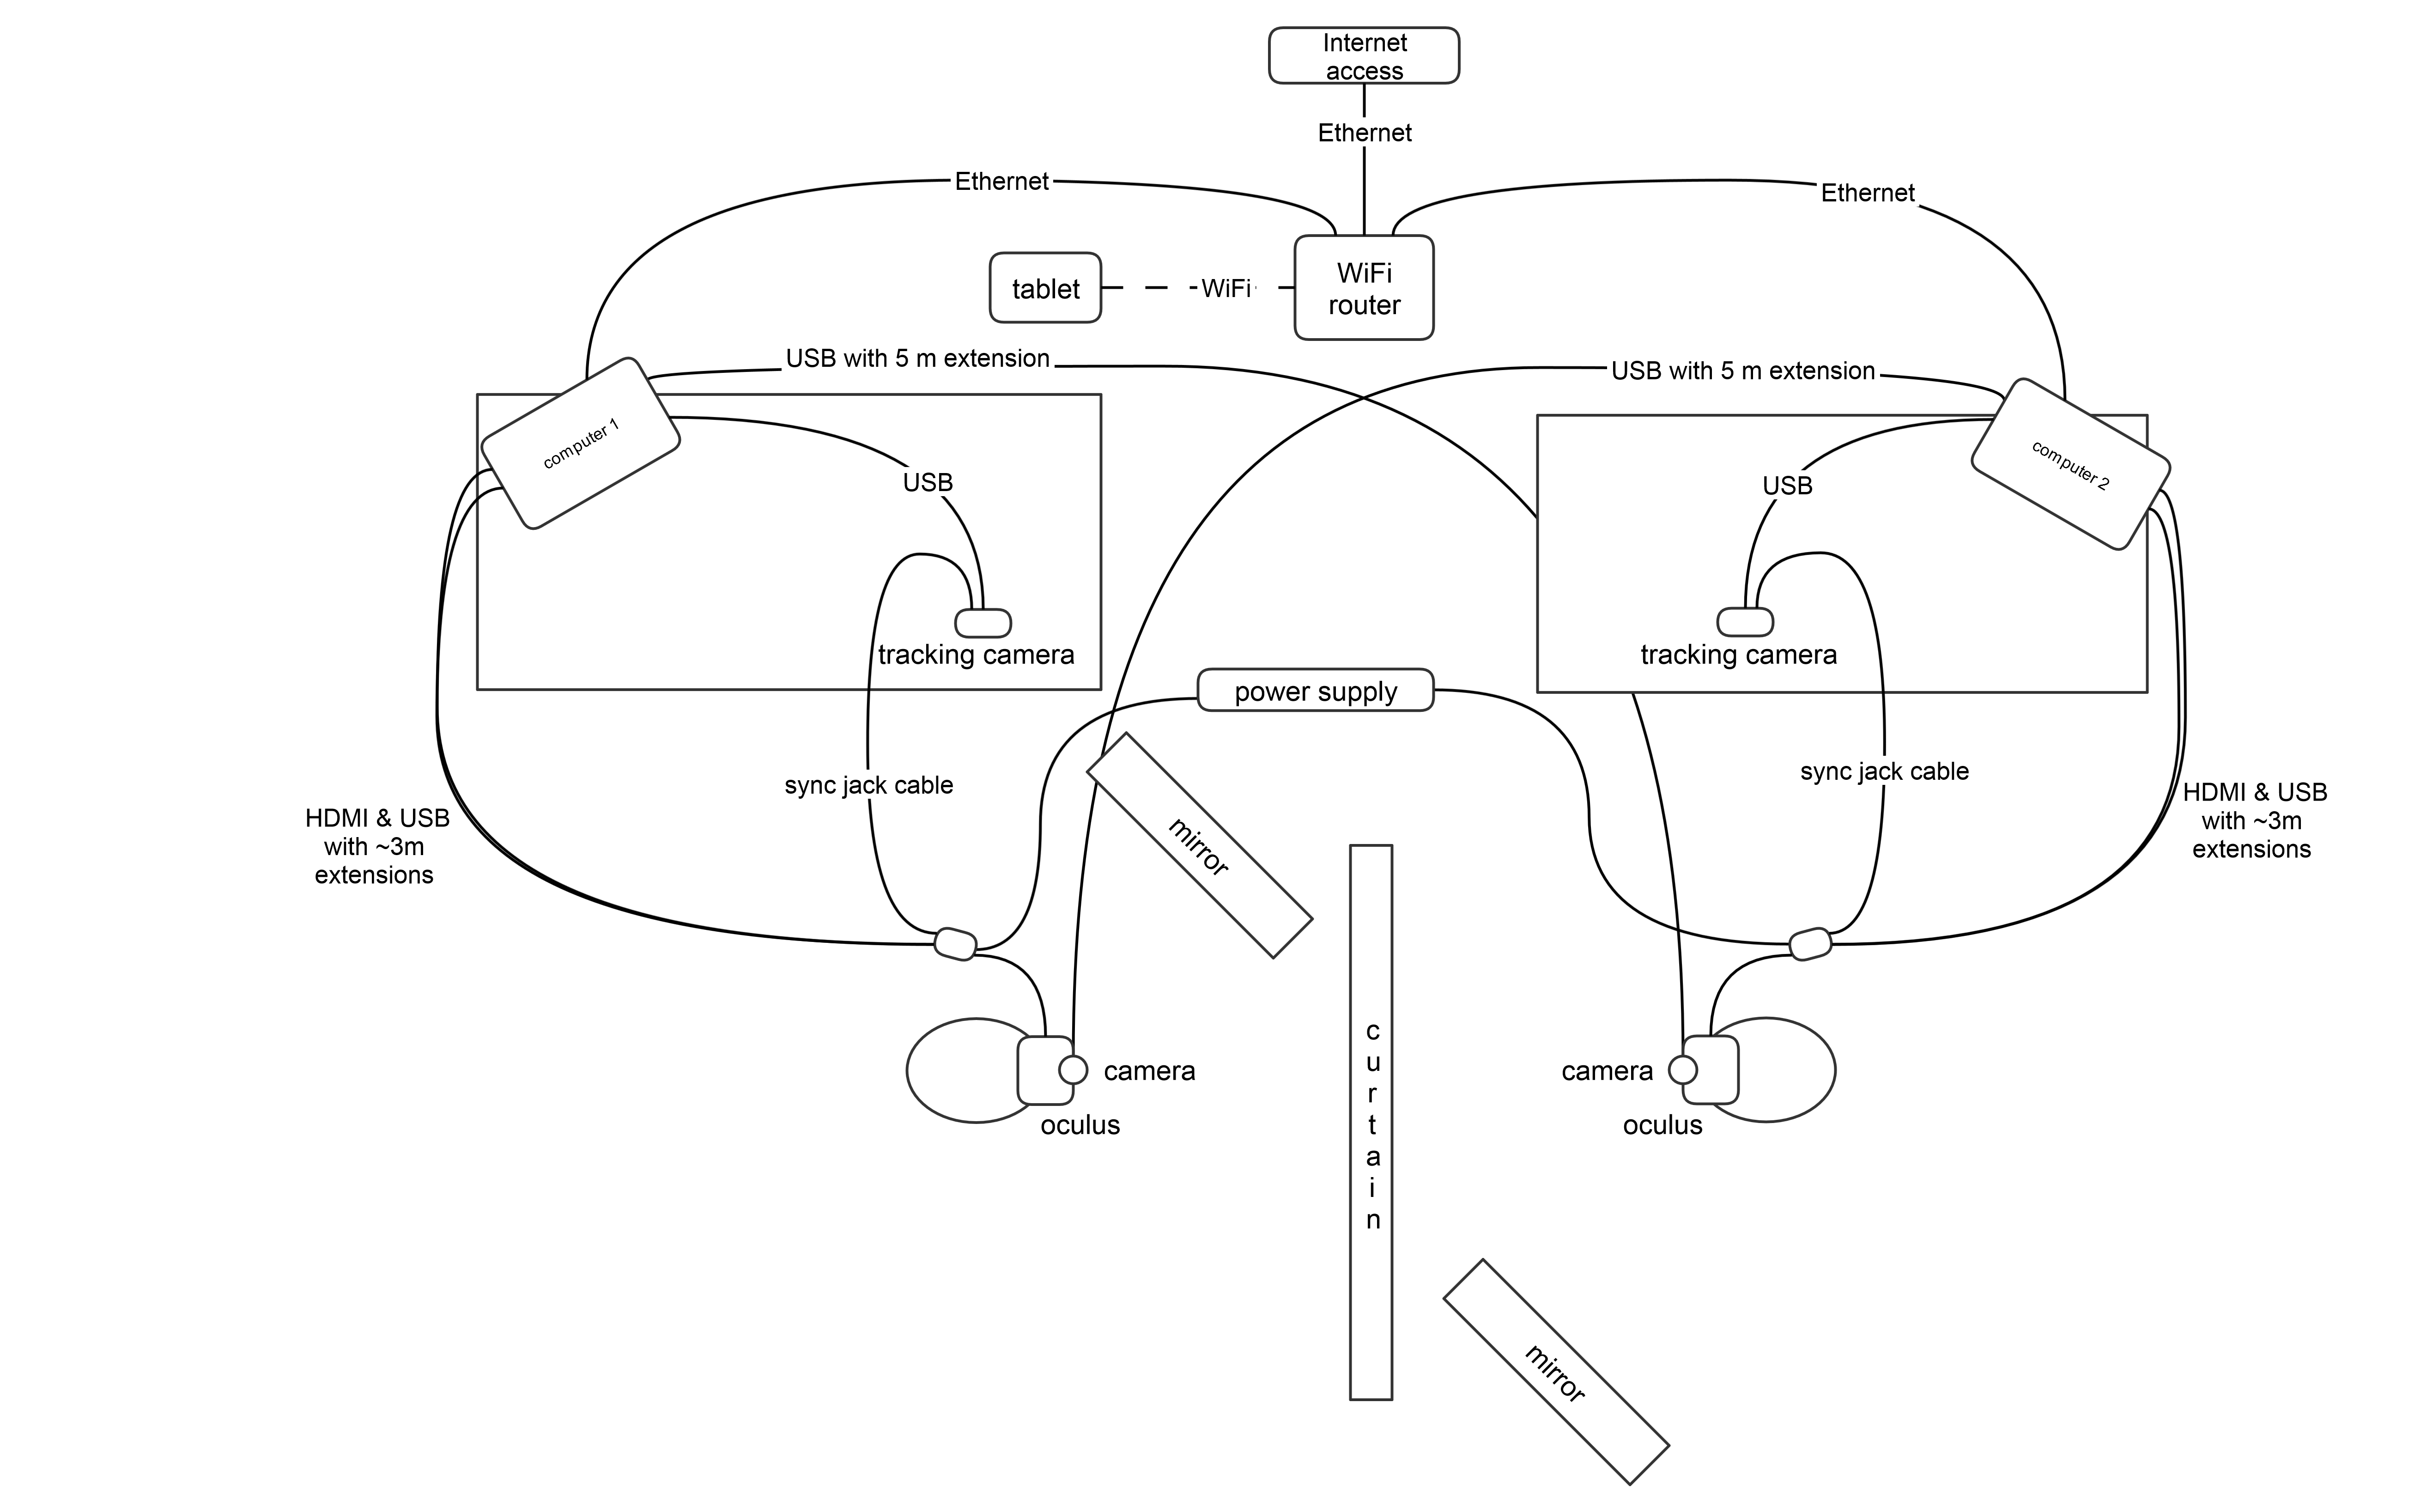 Internet
access
Ethernet
Ethernet
Ethernet
tablet
WiFi
WiFi
router
USB with 5 m extension
USB with 5 m extension
computer 1
computer 2
USB
USB
tracking camera
tracking camera
power supply
sync jack cable
sync jack cable
HDMI & USB
with ~3m
extensions
HDMI & USB
with ~3m
extensions
mirror
curtain
camera
oculus
camera
oculus
mirror